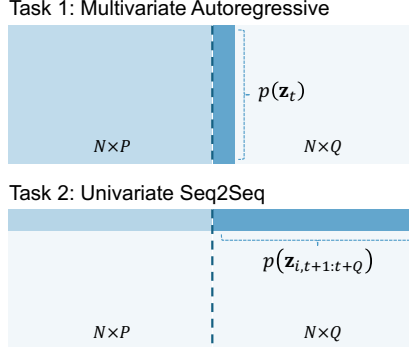 Task 1: Multivariate Autoregressive
p(z_t)
N×P N×Q
Task 2: Univariate Seq2Seq
p(z_{i,t+1:t+Q})
N×P N×Q